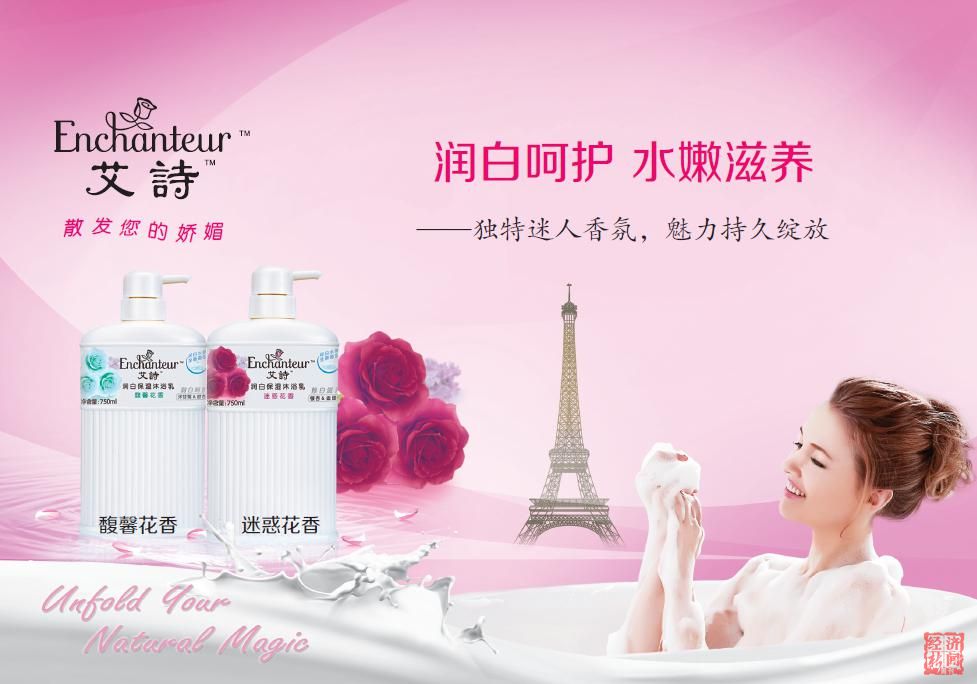 Enchanteur™
艾詩™
散发您的娇媚
润白呵护 水嫩滋养
——独特迷人香氛，魅力持久绽放
Enchanteur™
艾詩
润白保湿沐浴乳
馥馨花香
净含量:750ml
馥馨花香
Enchanteur™
艾詩
润白保湿沐浴乳
迷惑花香
净含量:750ml
迷惑花香
Unfold Your
Natural Magic